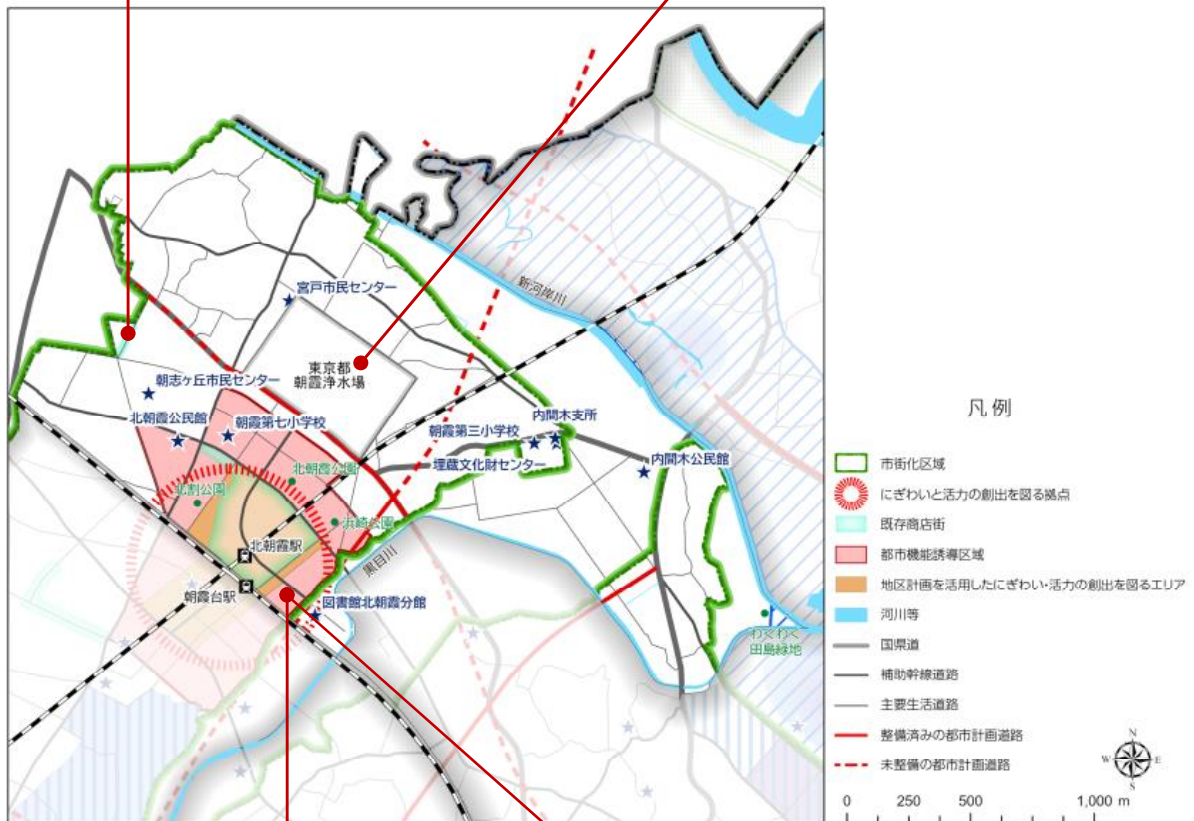 新河岸川
宮戸市民センター
東京都
朝霞浄水場
朝志ヶ丘市民センター
北朝霞公民館
朝霞第七小学校
内間木支所
朝霞第三小学校
埋蔵文化財センター
内間木公民館
北朝霞公園
北割公園
浜崎公園
北朝霞駅
黒目川
朝霞台駅
図書館北朝霞分館
わくわく
田島緑地
凡例
市街化区域
にぎわいと活力の創出を図る拠点
既存商店街
都市機能誘導区域
地区計画を活用したにぎわい・活力の創出を図るエリア
河川等
国県道
補助幹線道路
主要生活道路
整備済みの都市計画道路
未整備の都市計画道路
N
W E
S
0 250 500 1,000 m